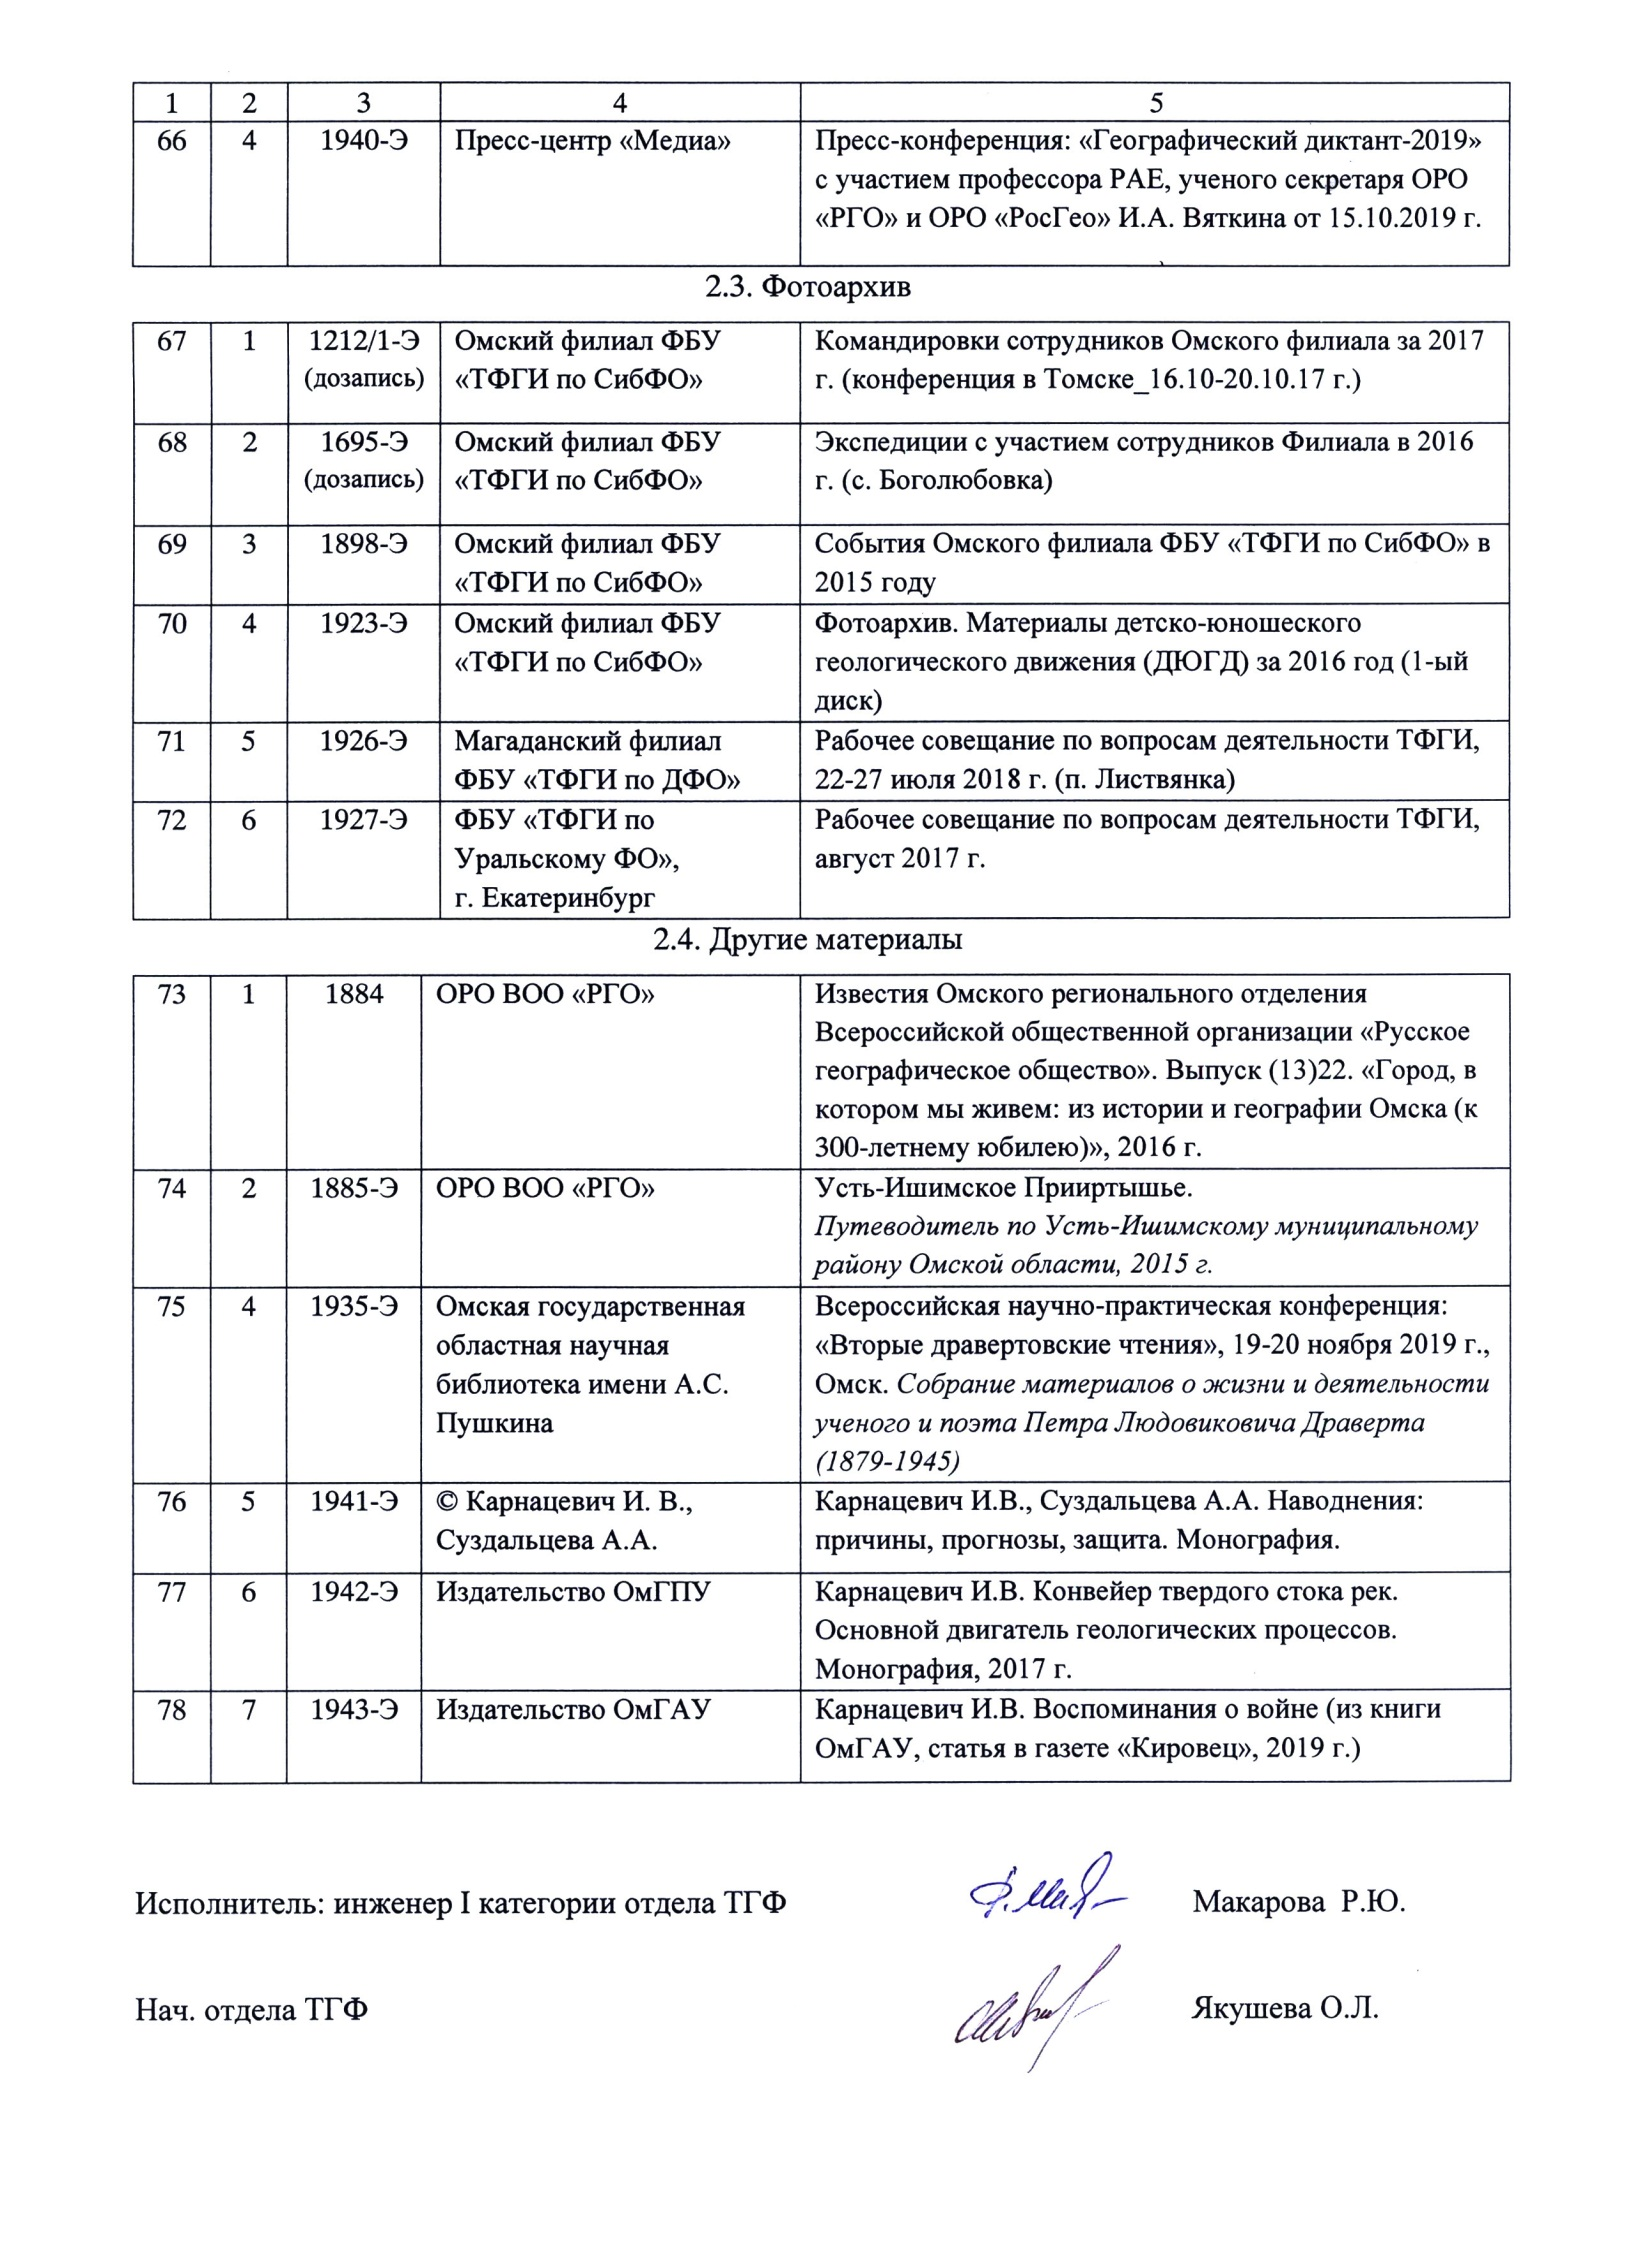 1 2 3 4 5
66 4 1940-Э Пресс-центр «Медиа» Пресс-конференция: «Географический диктант-2019»
с участием профессора РАЕ, ученого секретаря ОРО
«РГО» и ОРО «РосГео» И.А. Вяткина от 15.10.2019 г.
2.3. Фотоархив
67 1 1212/1-Э Омский филиал ФБУ Командировки сотрудников Омского филиала за 2017
(дозапись) «ТФГИ по СибФО» г. (конференция в Томске_16.10-20.10.17 г.)
68 2 1695-Э Омский филиал ФБУ Экспедиции с участием сотрудников Филиала в 2016
(дозапись) «ТФГИ по СибФО» г. (с. Боголюбовка)
69 3 1898-Э Омский филиал ФБУ События Омского филиала ФБУ «ТФГИ по СибФО» в
«ТФГИ по СибФО» 2015 году
70 4 1923-Э Омский филиал ФБУ Фотоархив. Материалы детско-юношеского
«ТФГИ по СибФО» геологического движения (ДЮГД) за 2016 год (1-ый
диск)
71 5 1926-Э Магаданский филиал Рабочее совещание по вопросам деятельности ТФГИ,
ФБУ «ТФГИ по ДФО» 22-27 июля 2018 г. (п. Листвянка)
72 6 1927-Э ФБУ «ТФГИ по Рабочее совещание по вопросам деятельности ТФГИ,
Уральскому ФО», август 2017 г.
г. Екатеринбург
2.4. Другие материалы
73 1 1884 ОРО ВОО «РГО» Известия Омского регионального отделения
Всероссийской общественной организации «Русское
географическое общество». Выпуск (13)22. «Город, в
котором мы живем: из истории и географии Омска (к
300-летнему юбилею)», 2016 г.
74 2 1885-Э ОРО ВОО «РГО» Усть-Ишимское Прииртышье.
Путеводитель по Усть-Ишимскому муниципальному
району Омской области, 2015 г.
75 4 1935-Э Омская государственная Всероссийская научно-практическая конференция:
областная научная «Вторые дравертовские чтения», 19-20 ноября 2019 г.,
библиотека имени А.С. Омск. Собрание материалов о жизни и деятельности
Пушкина ученого и поэта Петра Людовиковича Драверта
(1879-1945)
76 5 1941-Э © Карнацевич И. В., Карнацевич И.В., Суздальцева А.А. Наводнения:
Суздальцева А.А. причины, прогнозы, защита. Монография.
77 6 1942-Э Издательство ОмГПУ Карнацевич И.В. Конвейер твердого стока рек.
Основной двигатель геологических процессов.
Монография, 2017 г.
78 7 1943-Э Издательство ОмГАУ Карнацевич И.В. Воспоминания о войне (из книги
ОмГАУ, статья в газете «Кировец», 2019 г.)
Исполнитель: инженер I категории отдела ТГФ Макарова Р.Ю.
Нач. отдела ТГФ Якушева О.Л.